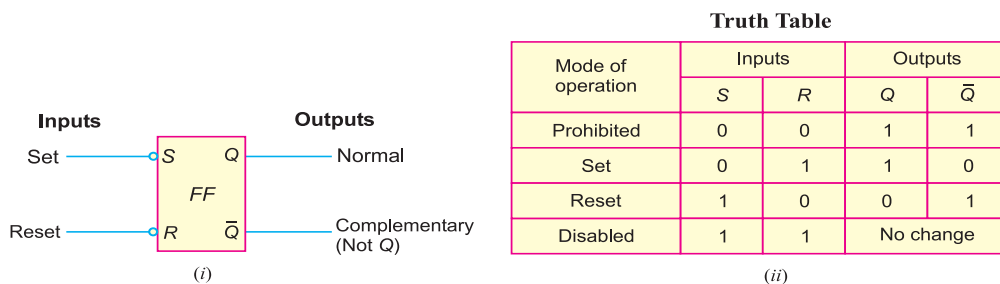 Inputs
Outputs
Set
S
Q
Normal
FF
Reset
R
Q̅
Complementary
(Not Q)
(i)
Truth Table
Mode of operation Inputs Outputs
S R Q Q̅
Prohibited 0 0 1 1
Set 0 1 1 0
Reset 1 0 0 1
Disabled 1 1 No change
(ii)